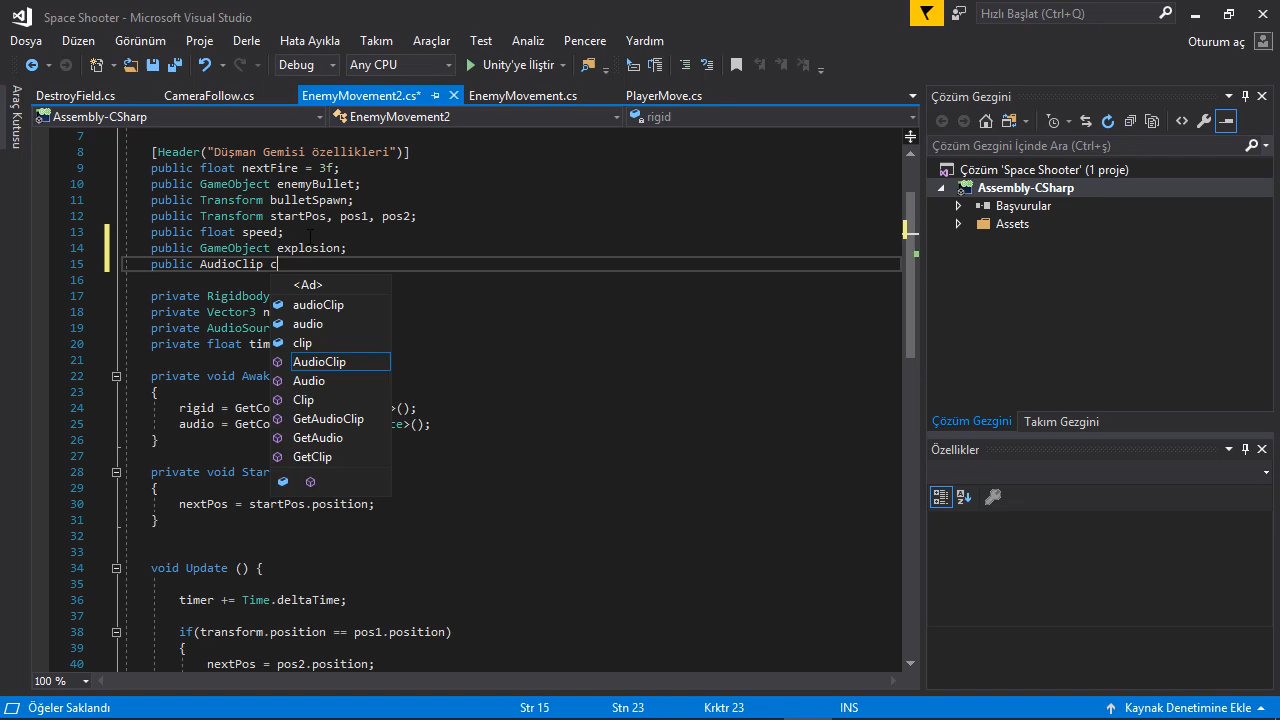 Space Shooter - Microsoft Visual Studio
Hızlı Başlat (Ctrl+Q)
Dosya Düzen Görünüm Proje Derle Hata Ayıkla Takım Araçlar Test Analiz Pencere Yardım Oturum aç
Debug Any CPU Unity'ye İliştir
Araç Kutusu
DestroyField.cs CameraFollow.cs EnemyMovement2.cs* EnemyMovement.cs PlayerMove.cs
Assembly-CSharp EnemyMovement2 rigid
7
8 [Header("Düşman Gemisi özellikleri")]
9 public float nextFire = 3f;
10 public GameObject enemyBullet;
11 public Transform bulletSpawn;
12 public Transform startPos, pos1, pos2;
13 public float speed;
14 public GameObject explosion;
15 public AudioClip c
16
17 private Rigidbody
18 private Vector3 n
19 private AudioSour
20 private float tim
21
22 private void Awak
23 {
24 rigid = GetCo >();
25 audio = GetCo ce>();
26 }
28 private void Star
29 {
30 nextPos = startPos.position;
31 }
32
33
34 void Update () {
35
36 timer += Time.deltaTime;
37
38 if(transform.position == pos1.position)
39 {
40 nextPos = pos2.position;
<Ad>
audioClip
audio
clip
AudioClip
Audio
Clip
GetAudioClip
GetAudio
GetClip
100 %
Çözüm Gezgini
Çözüm Gezgini İçinde Ara (Ctrl+ş)
Çözüm 'Space Shooter' (1 proje)
Assembly-CSharp
Başvurular
Assets
Çözüm Gezgini Takım Gezgini
Özellikler
Öğeler Saklandı Str 15 Stn 23 Krktr 23 INS Kaynak Denetimine Ekle